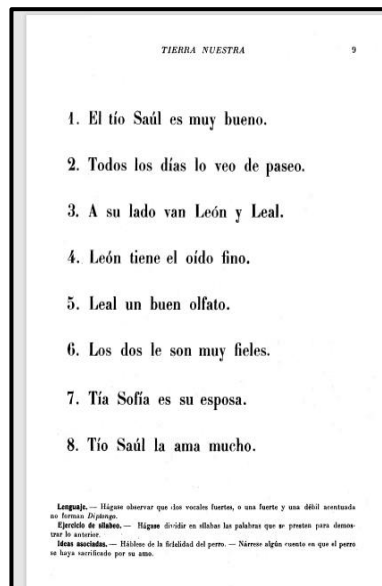 TIERRA NUESTRA 9
1. El tío Saúl es muy bueno.
2. Todos los días lo veo de paseo.
3. A su lado van León y Leal.
4. León tiene el oído fino.
5. Leal un buen olfato.
6. Los dos le son muy fieles.
7. Tía Sofía es su esposa.
8. Tío Saúl la ama mucho.
Lenguaje. — Hágase observar que dos vocales fuertes, o una fuerte y una débil acentuada
no forman Diptongo.
Ejercicio de silabeo. — Hágase dividir en sílabas las palabras que se presten para demos-
trar lo anterior.
Ideas asociadas. — Háblese de la fidelidad del perro. — Nárrese algún cuento en que el perro
se haya sacrificado por su amo.